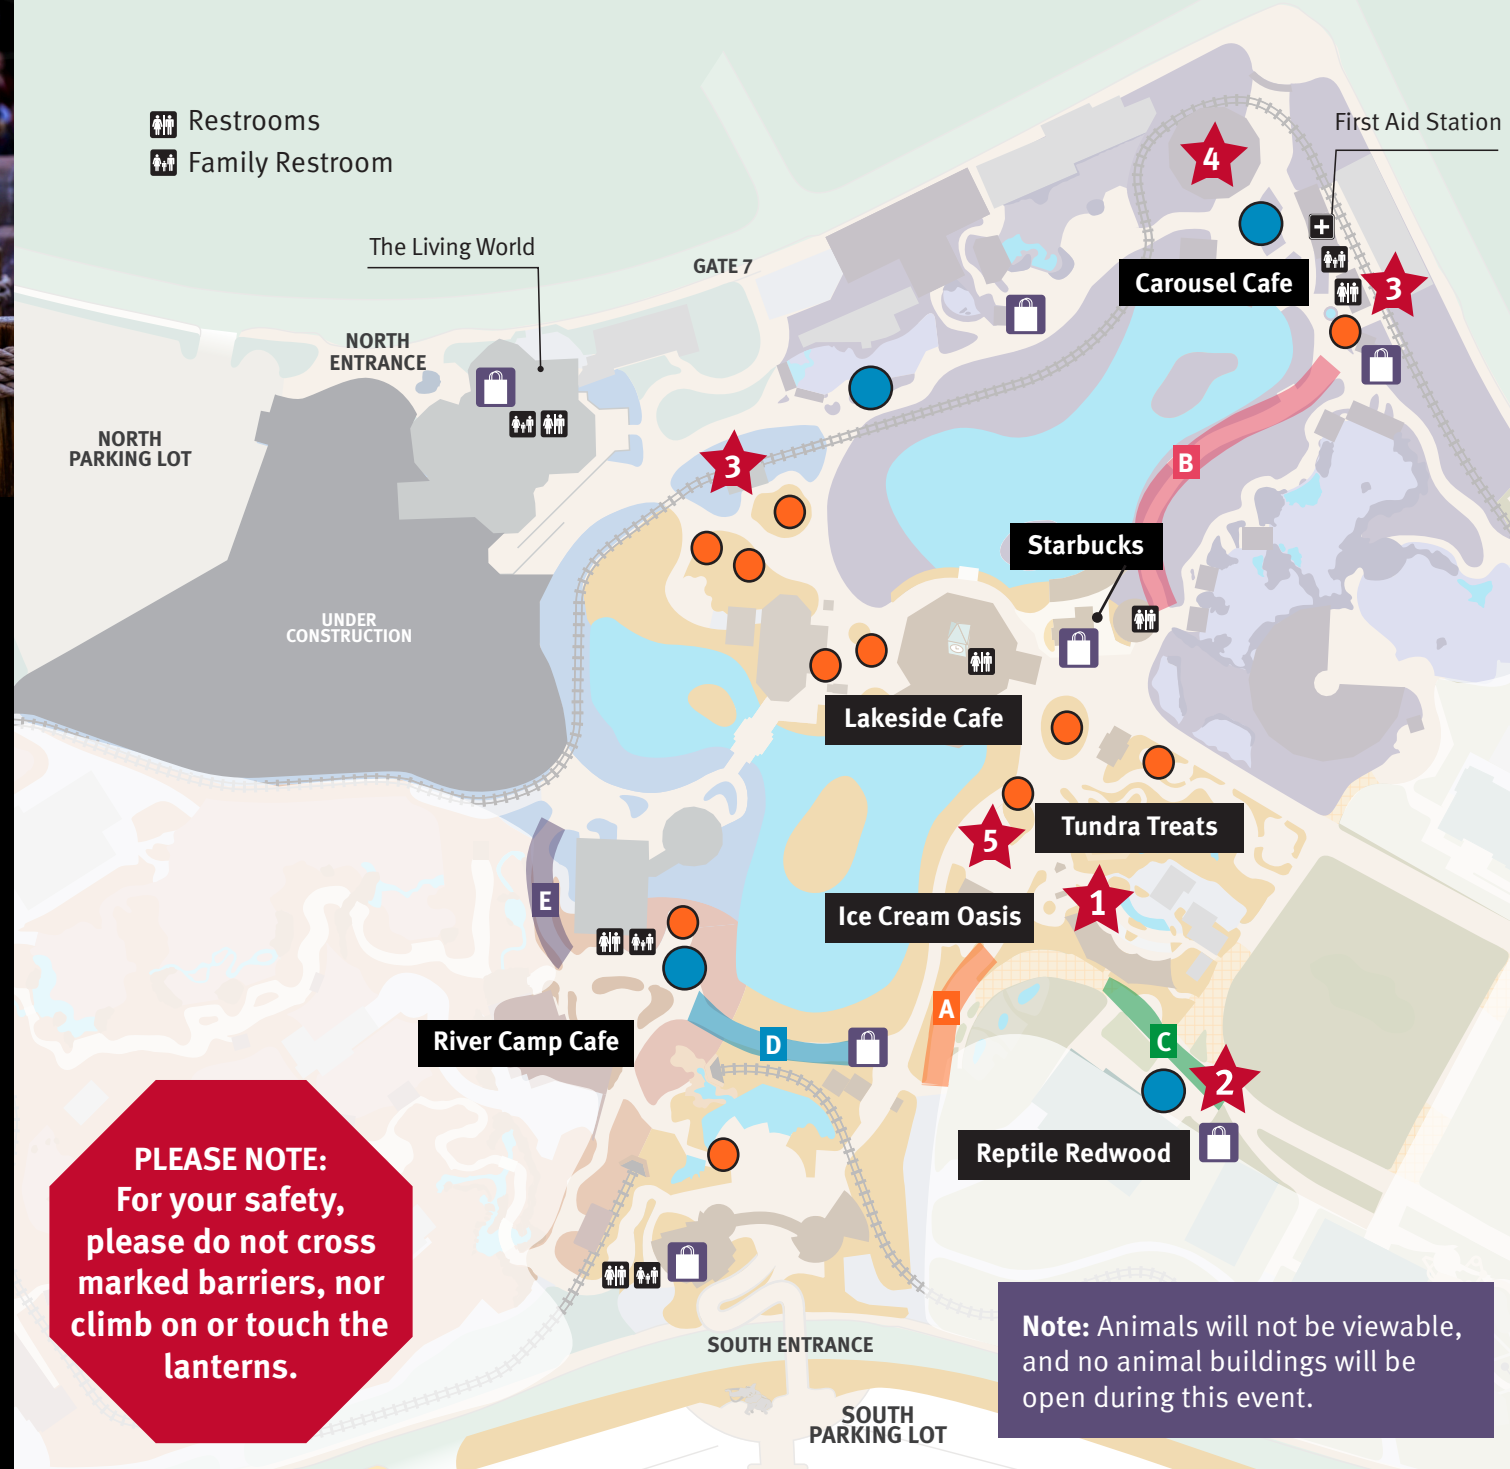 Restrooms
Family Restroom
First Aid Station
The Living World
GATE 7
4
Carousel Cafe
3
NORTH
ENTRANCE
NORTH
PARKING LOT
3
B
Starbucks
UNDER
CONSTRUCTION
Lakeside Cafe
Tundra Treats
5
1
E
Ice Cream Oasis
A
River Camp Cafe
D
C
2
Reptile Redwood
PLEASE NOTE:
For your safety,
please do not cross
marked barriers, nor
climb on or touch the
lanterns.
SOUTH ENTRANCE
SOUTH
PARKING LOT
Note: Animals will not be viewable,
and no animal buildings will be
open during this event.